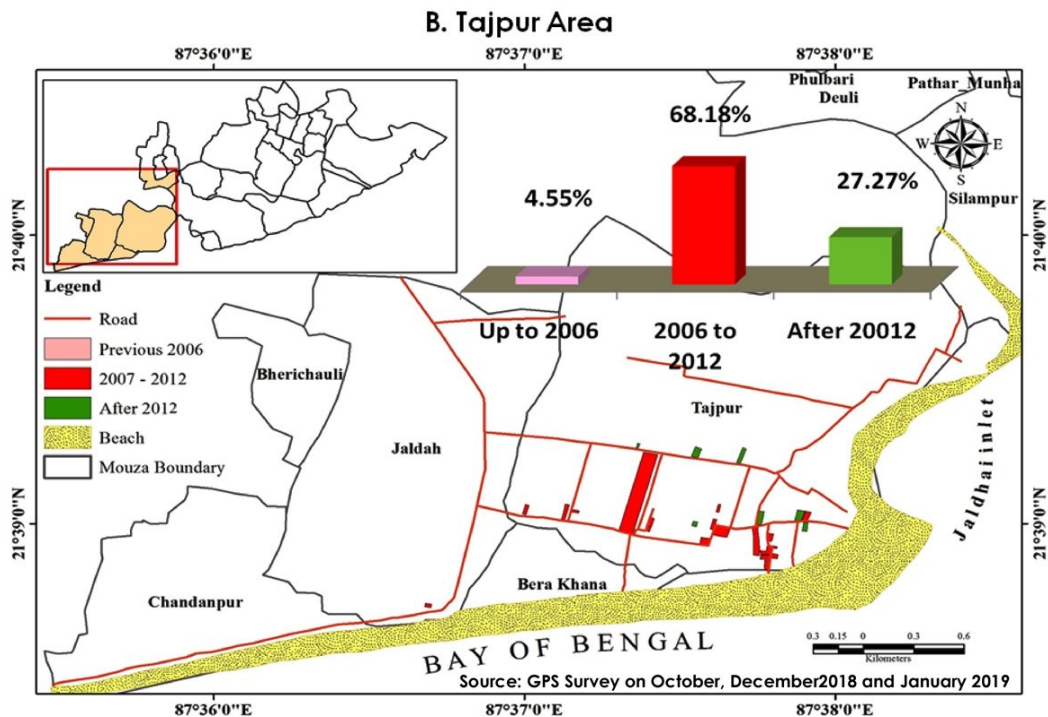 B. Tajpur Area
87°36'0"E
87°37'0"E
87°38'0"E
Phulbari
Deuli
Pathar_Munha
N
W
E
S
Silampur
68.18%
4.55%
27.27%
21°40'0"N
21°40'0"N
Legend
Road
Previous 2006
2007 - 2012
After 2012
Beach
Mouza Boundary
Up to 2006
2006 to
2012
After 20012
Bherichauli
Jaldah
Tajpur
Jaldhaiinlet
21°39'0"N
21°39'0"N
Chandanpur
Bera Khana
BAY OF BENGAL
0.3 0.15 0 0.3 0.6
Kilometers
Source: GPS Survey on October, December2018 and January 2019
87°36'0"E
87°37'0"E
87°38'0"E